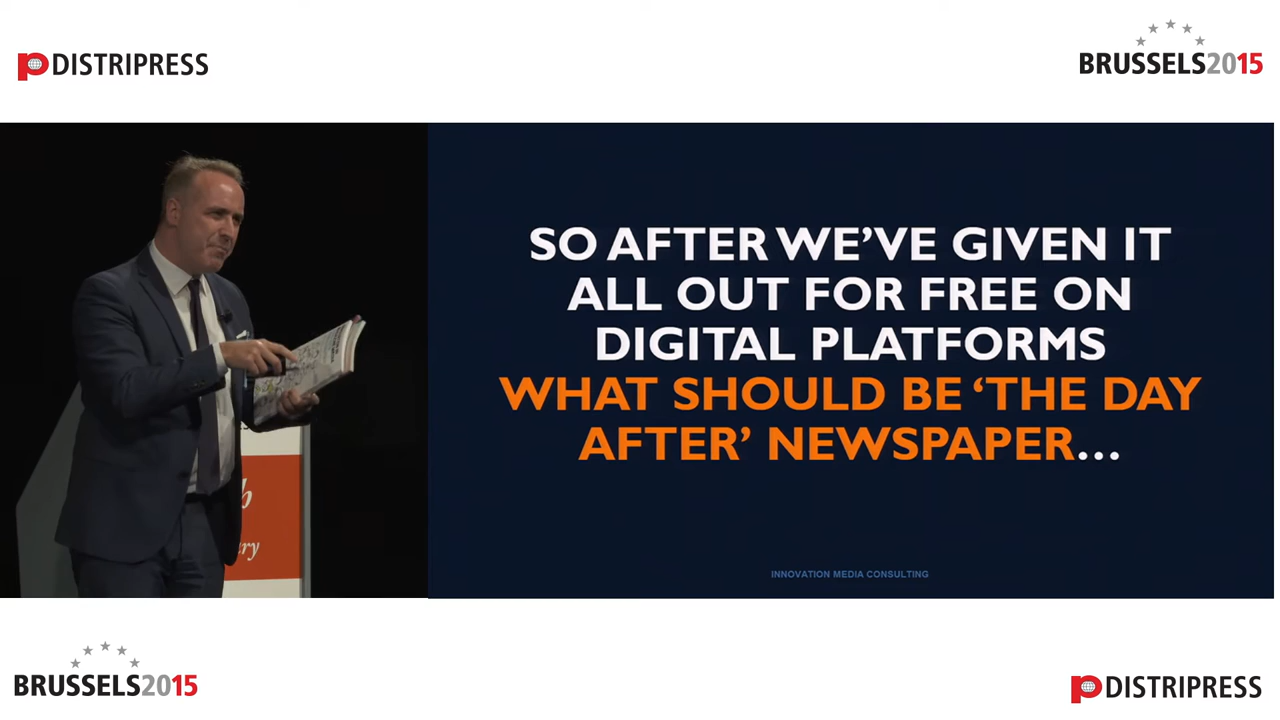 DISTRIPRESS
BRUSSELS2015
SO AFTER WE’VE GIVEN IT
ALL OUT FOR FREE ON
DIGITAL PLATFORMS
WHAT SHOULD BE ‘THE DAY
AFTER’ NEWSPAPER...
INNOVATION MEDIA CONSULTING
BRUSSELS2015
DISTRIPRESS